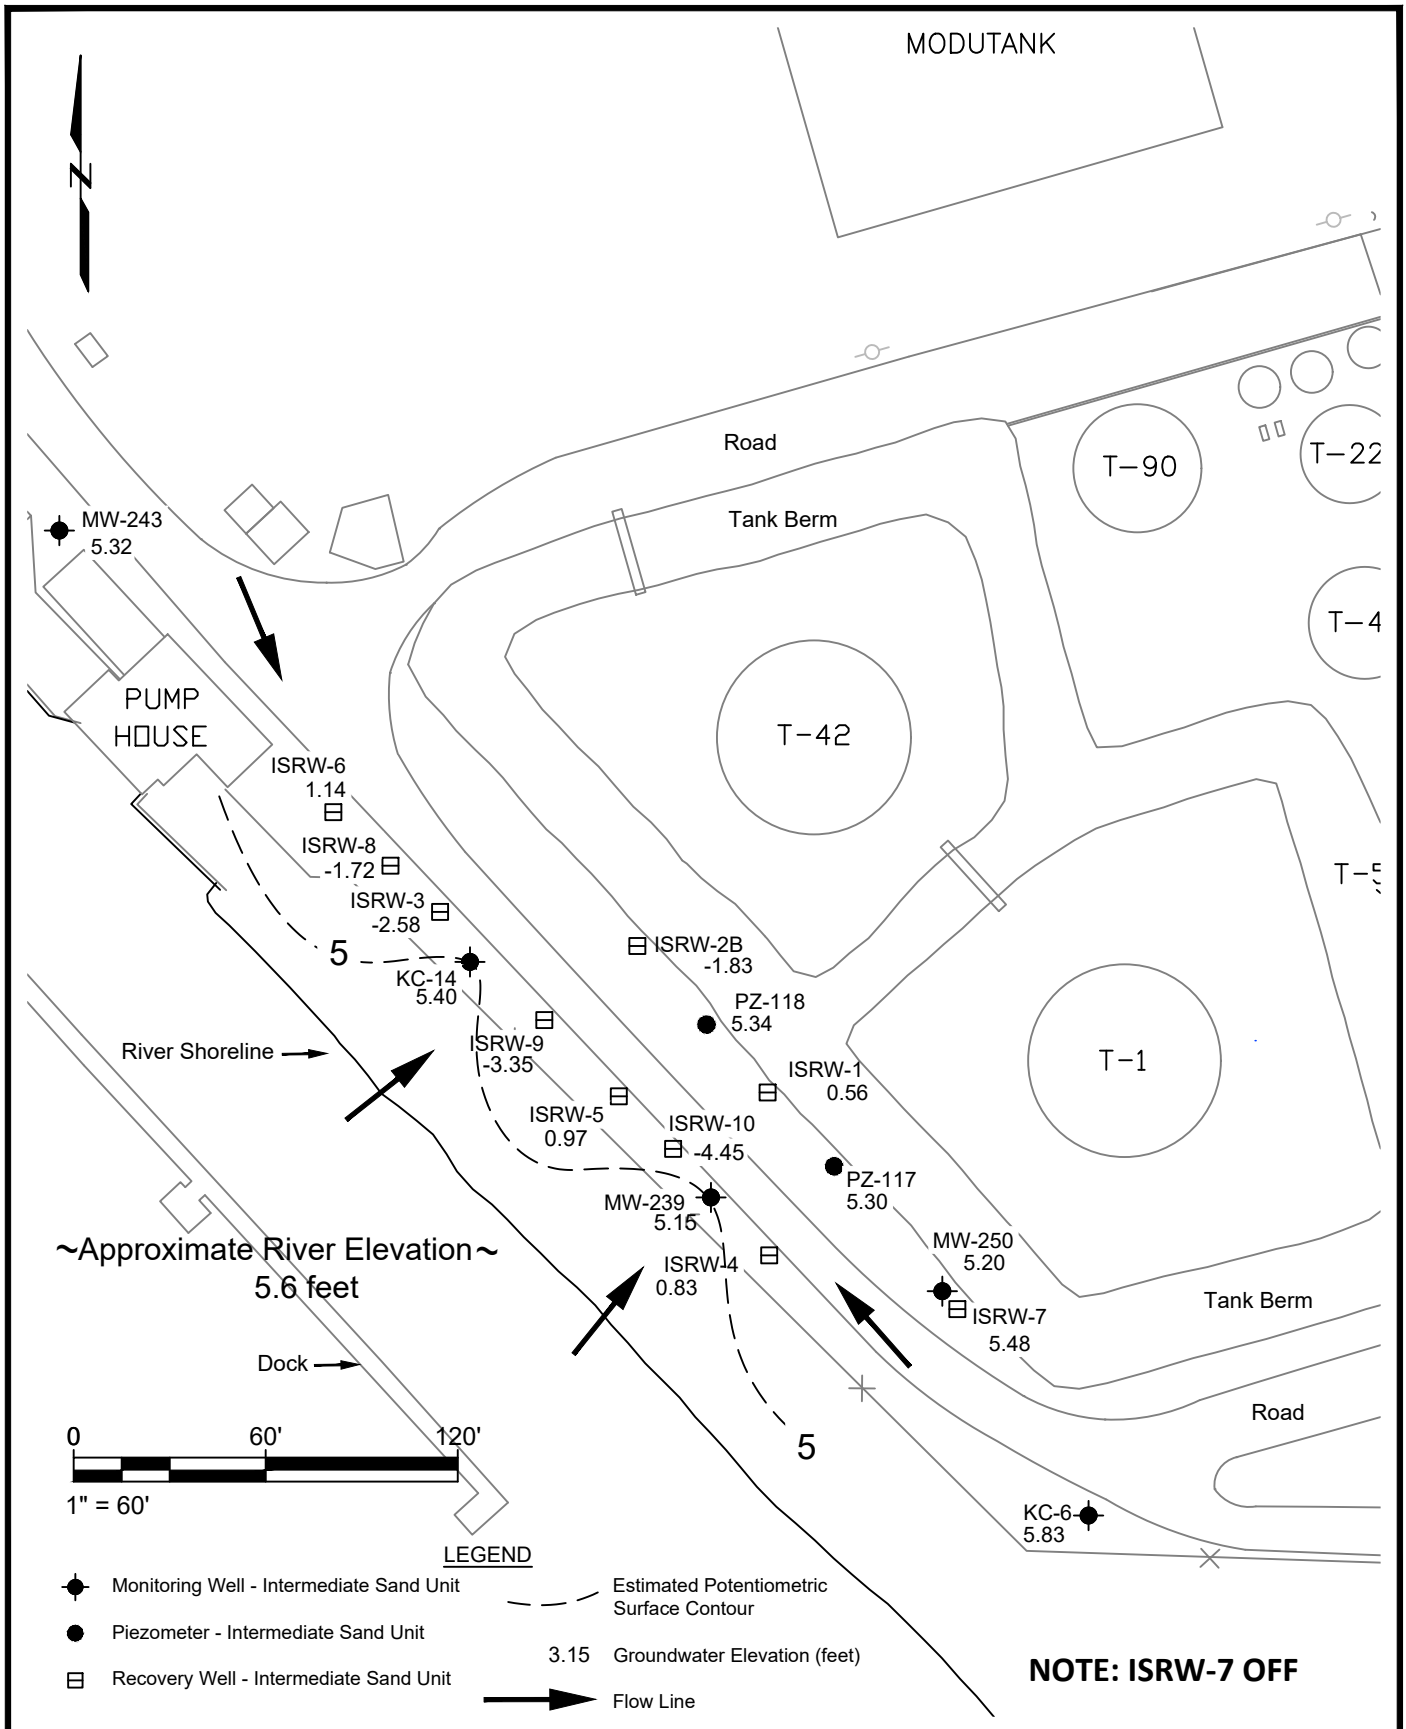 MODUTANK
N
Road
T-90
T-22
Tank Berm
MW-243
5.32
T-4
PUMP
HOUSE
T-42
ISRW-6
1.14
ISRW-8
-1.72
T-5
ISRW-3
-2.58
5
ISRW-2B
-1.83
KC-14
5.40
PZ-118
5.34
River Shoreline
ISRW-9
-3.35
T-1
ISRW-1
0.56
ISRW-5
0.97
ISRW-10
-4.45
PZ-117
5.30
MW-239
5.15
~Approximate River Elevation~
5.6 feet
ISRW-4
0.83
MW-250
5.20
Tank Berm
ISRW-7
5.48
Dock
Road
0 60' 120'
5
1" = 60'
KC-6
5.83
LEGEND
Monitoring Well - Intermediate Sand Unit
Piezometer - Intermediate Sand Unit
Recovery Well - Intermediate Sand Unit
Estimated Potentiometric
Surface Contour
3.15 Groundwater Elevation (feet)
Flow Line
NOTE: ISRW-7 OFF